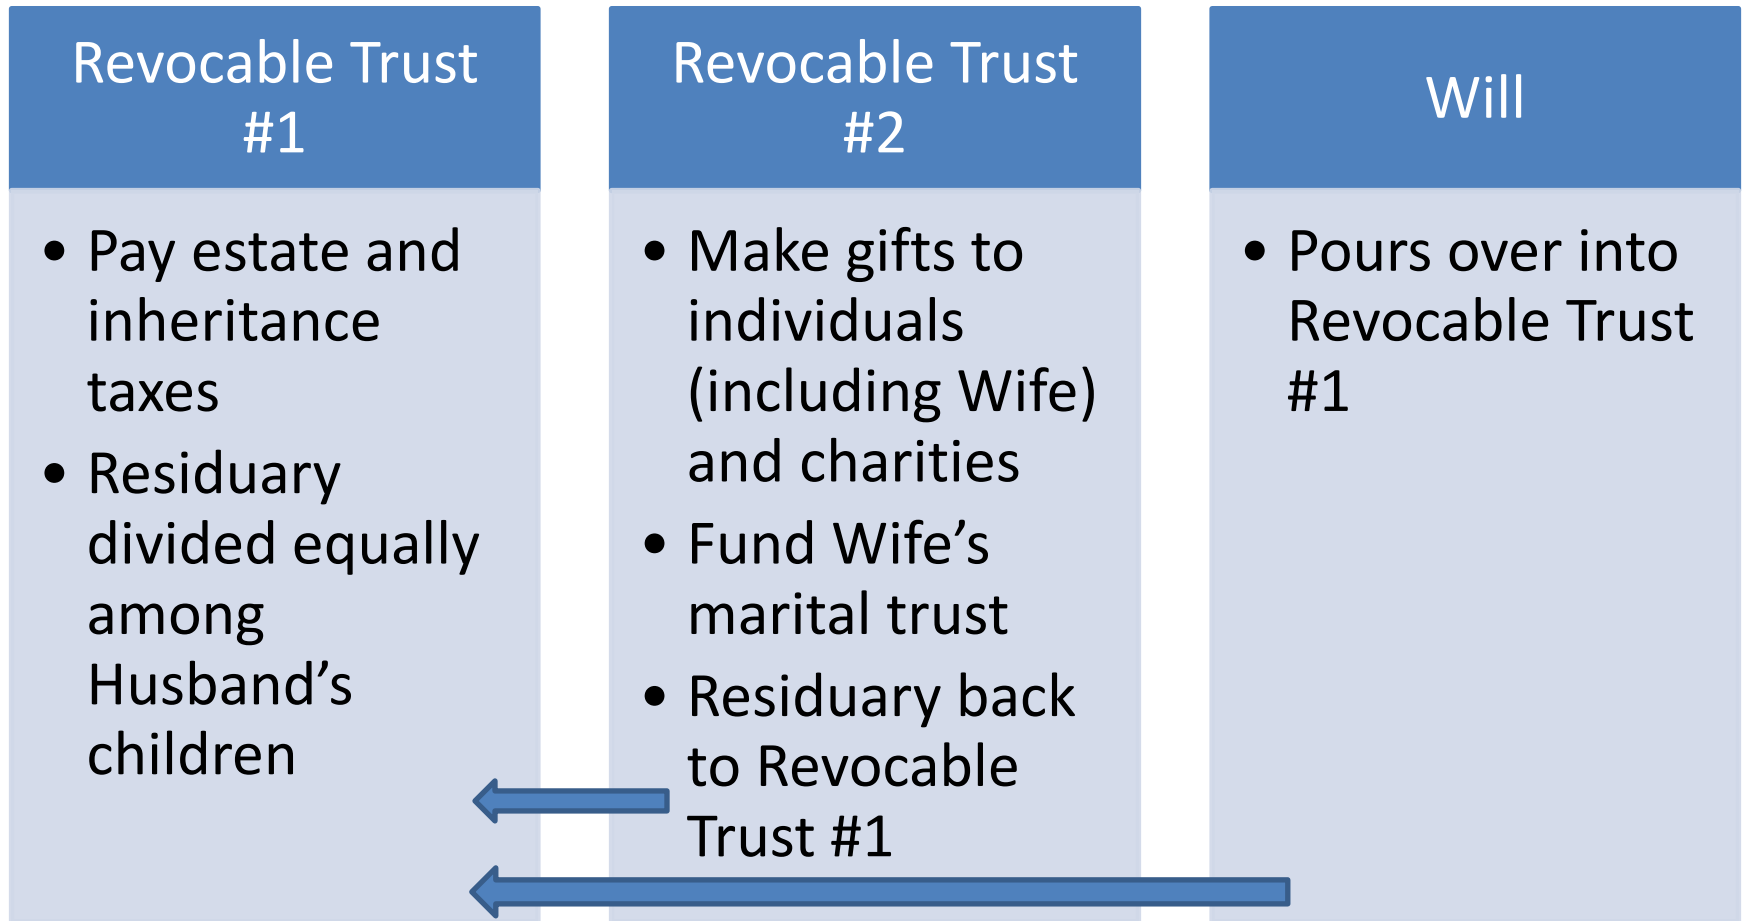 Revocable Trust
#1
• Pay estate and
inheritance
taxes
• Residuary
divided equally
among
Husband’s
children
Revocable Trust
#2
• Make gifts to
individuals
(including Wife)
and charities
• Fund Wife’s
marital trust
• Residuary back
to Revocable
Trust #1
Will
• Pours over into
Revocable Trust
#1